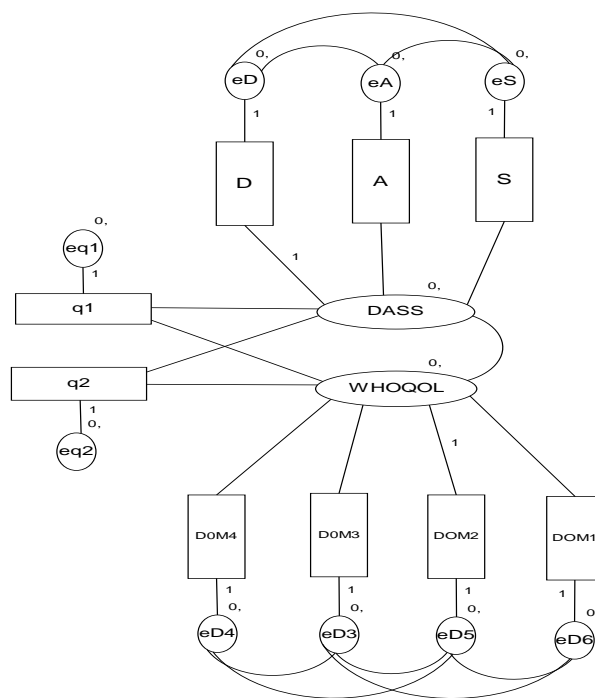 0, 0, 0,
eD eA eS
1 1 1
D A S
0,
eq1
1
1
0,
q1
DASS
0,
q2
WHOQOL
1
0,
eq2
1
D0M4 D0M3 DOM2 DOM1
1 1 1 1
0, 0, 0, 0,
eD4 eD3 eD5 eD6